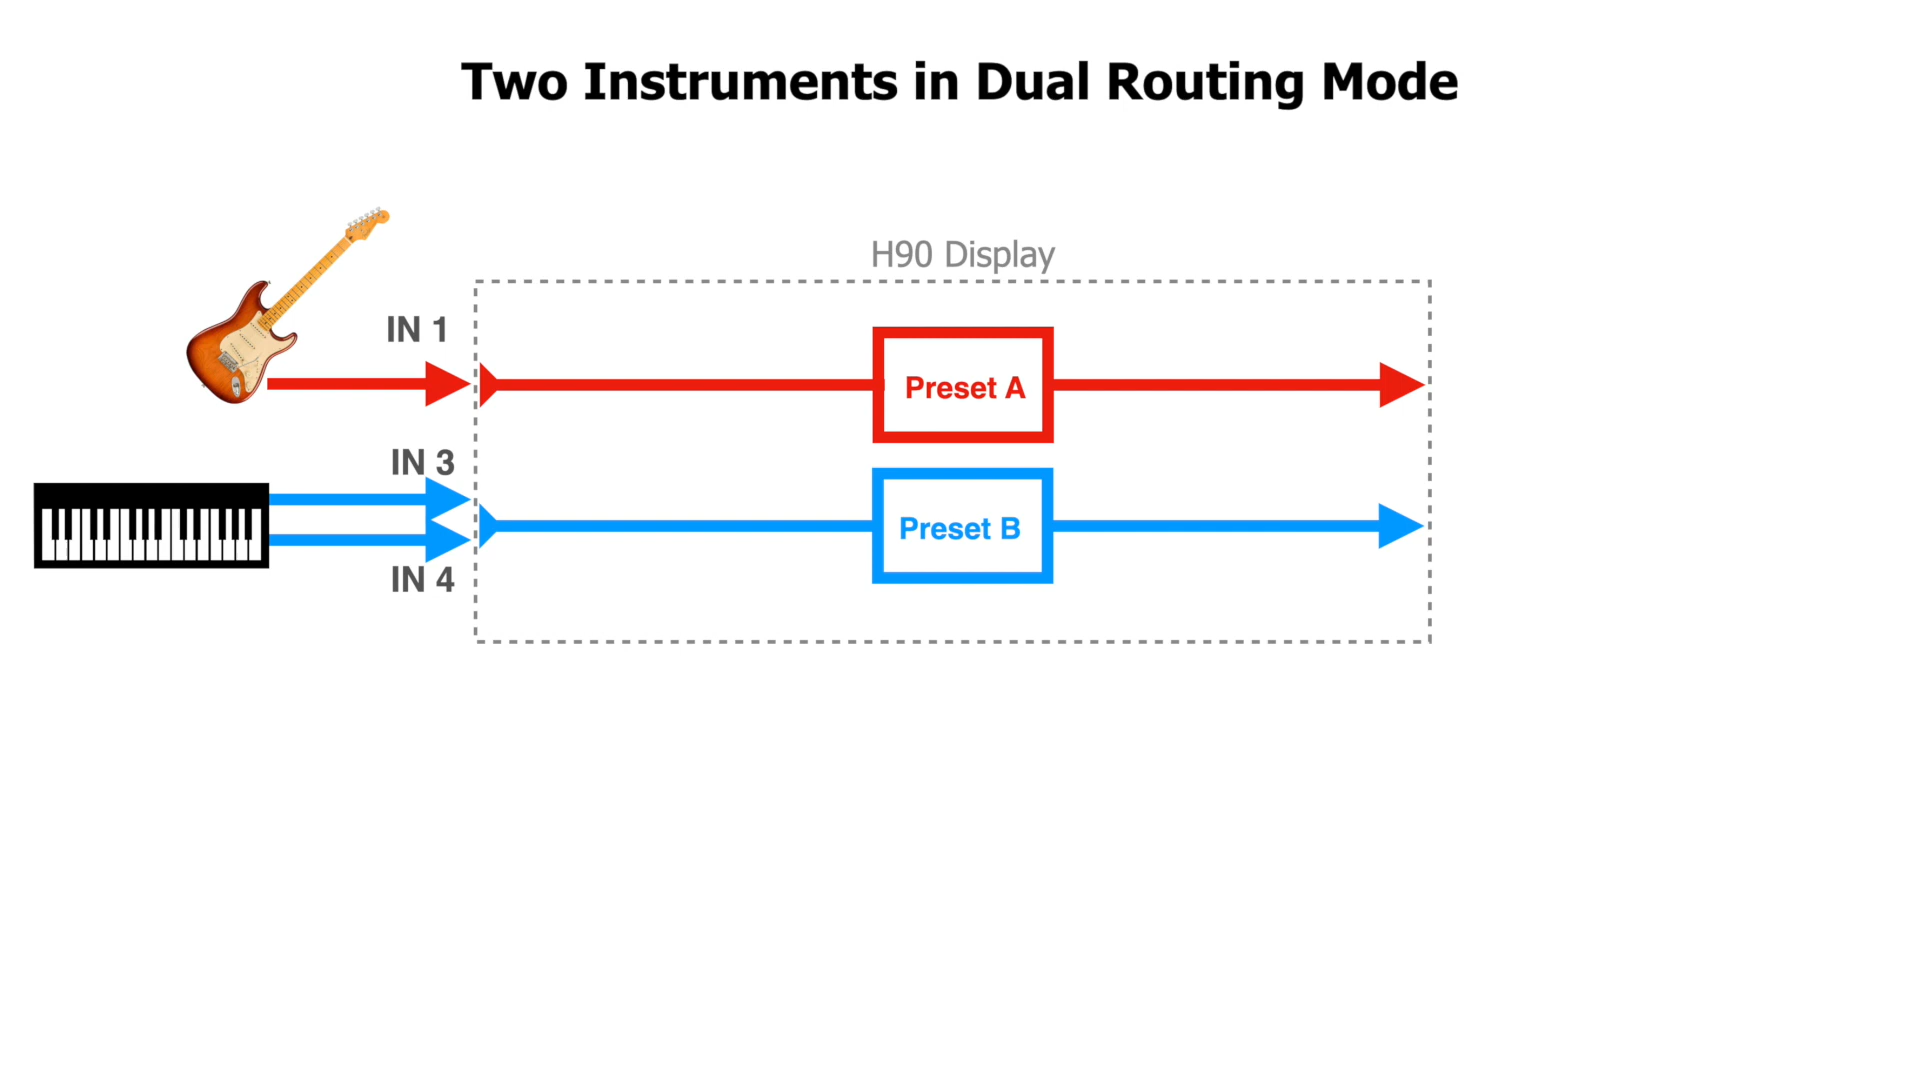 Two Instruments in Dual Routing Mode
H90 Display
IN 1
Preset A
IN 3
Preset B
IN 4